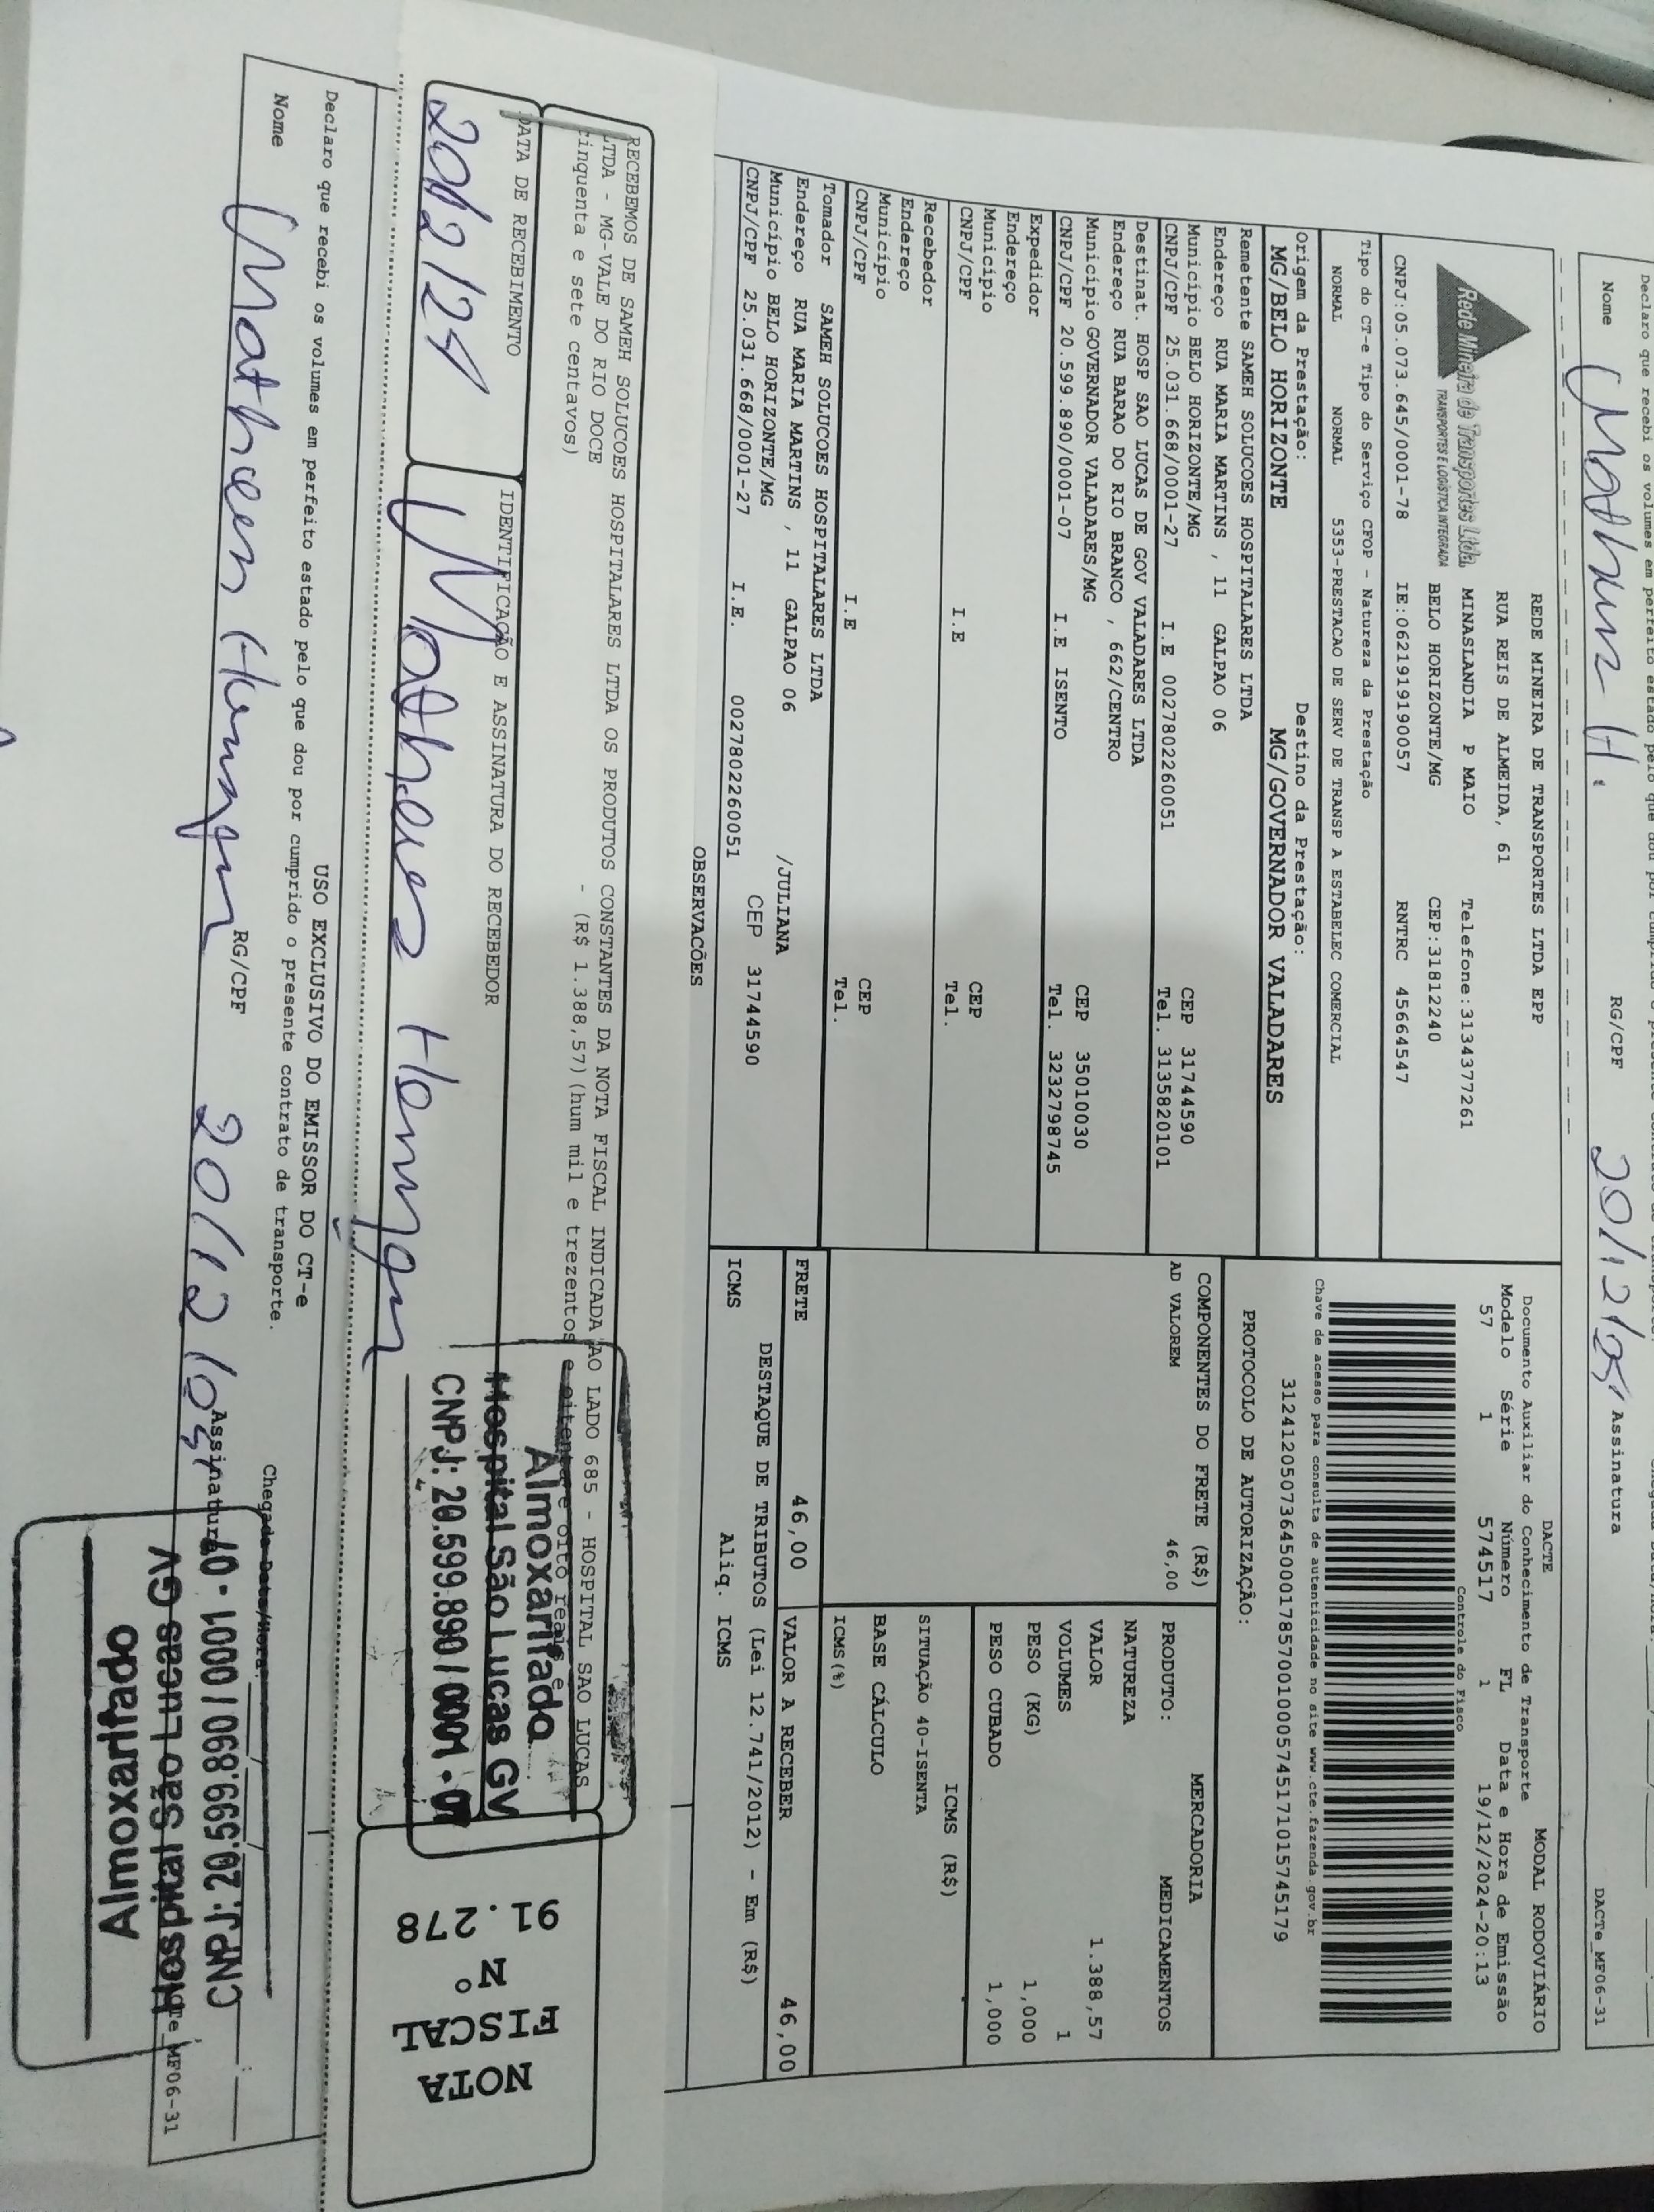 Declaro que recebi os volumes em perfeito estado pelo que dou por cumprido o presente contrato de transporte.
Nome Matheus H. RG/CPF 20/12/ Assinatura
DACTe_MF06-31
Rede Mineira de Transportes Ltda.
TRANSPORTES E LOGÍSTICA INTEGRADA
REDE MINEIRA DE TRANSPORTES LTDA EPP
RUA REIS DE ALMEIDA, 61
MINASLANDIA P MAIO Telefone:3134377261
BELO HORIZONTE/MG CEP:31812240
CNPJ:05.073.645/0001-78 IE:0621919190057 RNTRC 45664547
Tipo do CT-e Tipo do Serviço CFOP - Natureza da Prestação
NORMAL NORMAL 5353-PRESTACAO DE SERV DE TRANSP A ESTABELEC COMERCIAL
Origem da Prestação: Destino da Prestação:
MG/BELO HORIZONTE MG/GOVERNADOR VALADARES
Remetente SAMEH SOLUCOES HOSPITALARES LTDA
Endereço RUA MARIA MARTINS , 11 GALPAO 06
Município BELO HORIZONTE/MG CEP 31744590
CNPJ/CPF 25.031.668/0001-27 I.E 0027802260051 Tel. 3135820101
Destinat. HOSP SAO LUCAS DE GOV VALADARES LTDA
Endereço RUA BARAO DO RIO BRANCO , 662/CENTRO
Município GOVERNADOR VALADARES/MG CEP 35010030
CNPJ/CPF 20.599.890/0001-07 I.E ISENTO Tel. 3232798745
Expedidor
Endereço
Município CEP
CNPJ/CPF I.E Tel.
Recebedor
Endereço
Município CEP
CNPJ/CPF I.E Tel.
Tomador SAMEH SOLUCOES HOSPITALARES LTDA
Endereço RUA MARIA MARTINS , 11 GALPAO 06 /JULIANA
Município BELO HORIZONTE/MG CEP 31744590
CNPJ/CPF 25.031.668/0001-27 I.E. 0027802260051
OBSERVACÕES
DACTE MODAL RODOVIÁRIO
Documento Auxiliar do Conhecimento de Transporte
Modelo Série Número FL Data e Hora de Emissão
57 1 574517 1 19/12/2024-20:13
Controle do Fisco
Chave de acesso para consulta de autenticidade no site www.cte.fazenda.gov.br
31241205073645000178570010005745171015745179
PROTOCOLO DE AUTORIZAÇÃO:
COMPONENTES DO FRETE (R$)
AD VALOREM 46,00
MERCADORIA
PRODUTO: MEDICAMENTOS
NATUREZA
VALOR 1.388,57
VOLUMES 1
PESO (KG) 1,000
PESO CUBADO 1,000
ICMS (R$)
SITUAÇÃO 40-ISENTA
BASE CÁLCULO
ICMS(%)
FRETE 46,00 VALOR A RECEBER 46,00
DESTAQUE DE TRIBUTOS (Lei 12.741/2012) - Em (R$)
ICMS Aliq. ICMS
RECEBEMOS DE SAMEH SOLUCOES HOSPITALARES LTDA OS PRODUTOS CONSTANTES DA NOTA FISCAL INDICADA AO LADO 685 - HOSPITAL SAO LUCAS
LTDA - MG-VALE DO RIO DOCE - (R$ 1.388,57) (hum mil e trezentos e oitenta e oito reais e
cinquenta e sete centavos)
DATA DE RECEBIMENTO IDENTIFICAÇÃO E ASSINATURA DO RECEBEDOR
20/12/24 Matheus
Almoxarifado
Hospital São Lucas GV
CNPJ: 20.599.890/0001-07
NOTA
FISCAL
Nº
91.278
USO EXCLUSIVO DO EMISSOR DO CT-e
Declaro que recebi os volumes em perfeito estado pelo que dou por cumprido o presente contrato de transporte.
Chegada Data/Hora:
Nome Matheus RG/CPF 20/12/ Assinatura
MF06-31
CNPJ: 20.599.890/0001-07
Hospital São Lucas GV
Almoxarifado